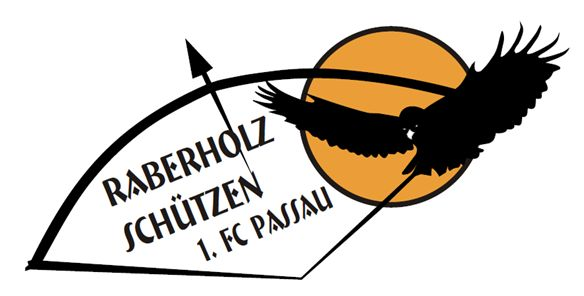 RABERHOLZ
SCHÜTZEN
1. FC PASSAU